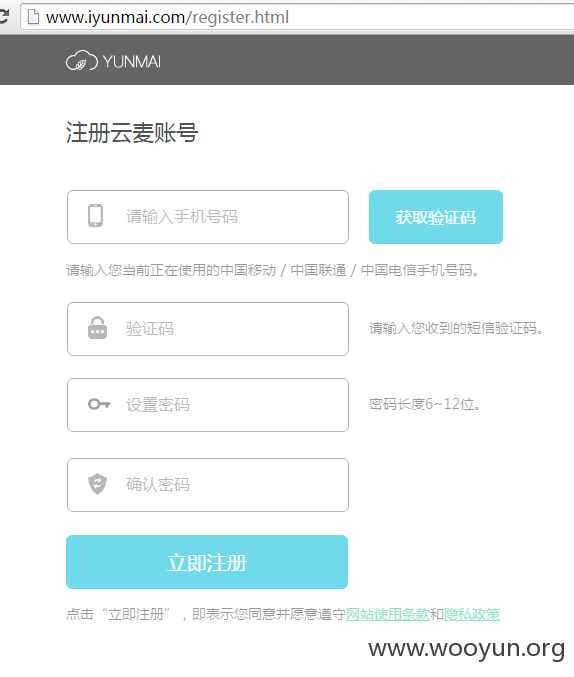 www.iyunmai.com/register.html
YUNMAI
注册云麦账号
请输入手机号码
获取验证码
请输入您当前正在使用的中国移动 / 中国联通 / 中国电信手机号码。
验证码
请输入您收到的短信验证码。
设置密码
密码长度6~12位。
确认密码
立即注册
点击“立即注册”，即表示您同意并愿意遵守网站使用条款和隐私政策
www.wooyun.org